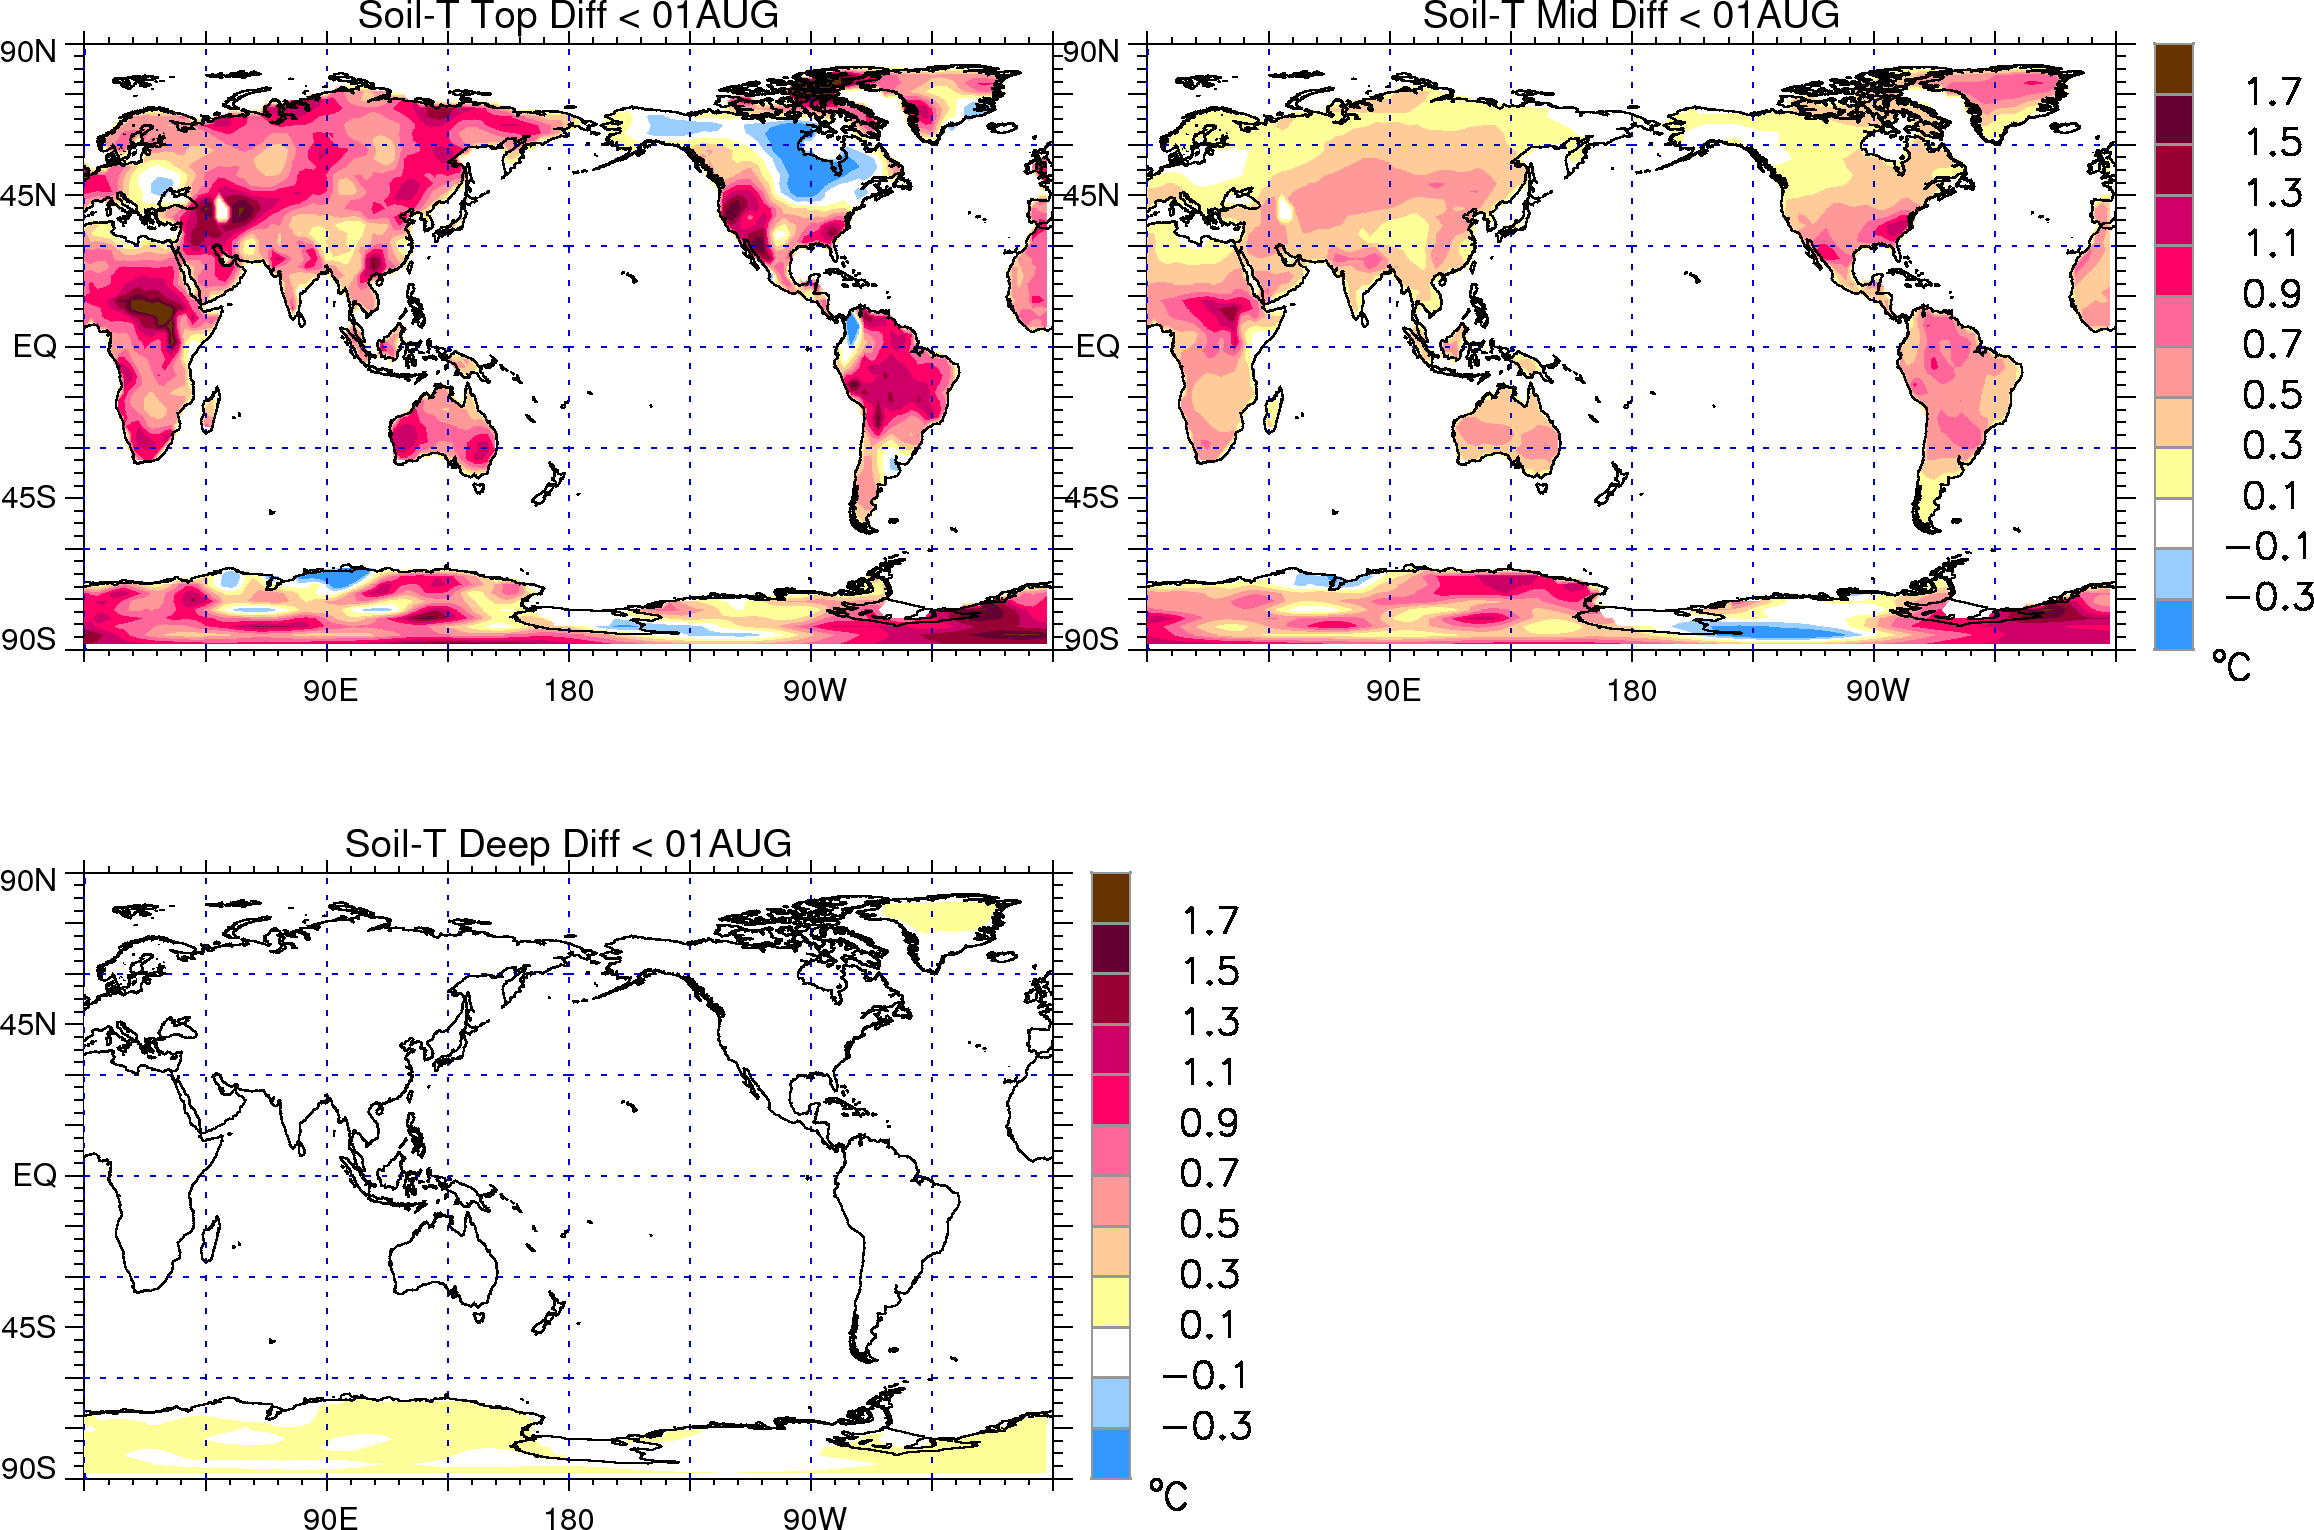 Soil-T Top Diff < 01AUG
90N
45N
EQ
45S
90S
90E 180 90W
Soil-T Mid Diff < 01AUG
90N
45N
EQ
45S
90S
90E 180 90W
1.7
1.5
1.3
1.1
0.9
0.7
0.5
0.3
0.1
−0.1
−0.3
°C
Soil-T Deep Diff < 01AUG
90N
45N
EQ
45S
90S
90E 180 90W
1.7
1.5
1.3
1.1
0.9
0.7
0.5
0.3
0.1
−0.1
−0.3
°C